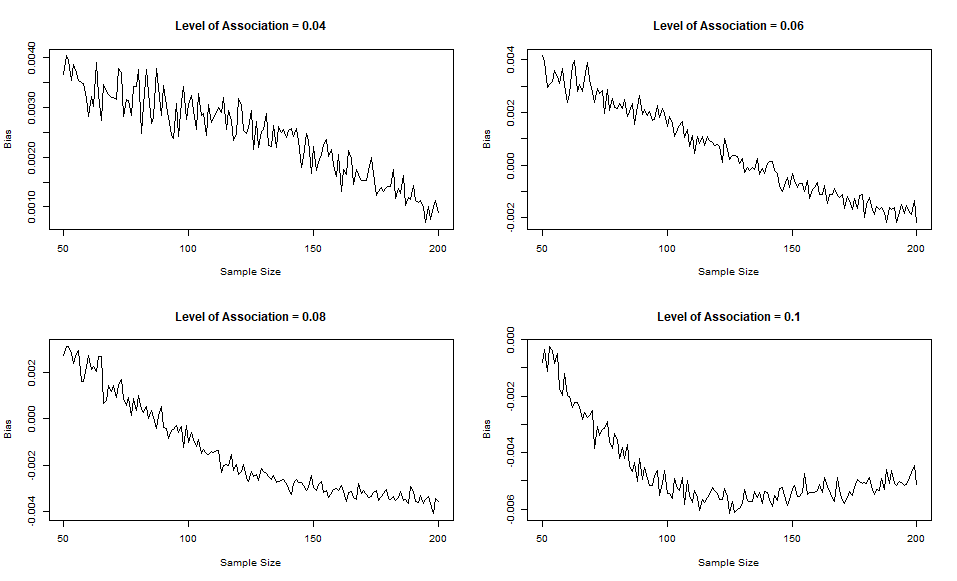 Level of Association = 0.04
Bias
0.0040
0.0030
0.0020
0.0010
50 100 150 200
Sample Size
Level of Association = 0.06
Bias
0.004
0.002
0.000
-0.002
50 100 150 200
Sample Size
Level of Association = 0.08
Bias
0.002
0.000
-0.002
-0.004
50 100 150 200
Sample Size
Level of Association = 0.1
Bias
0.000
-0.002
-0.004
-0.006
50 100 150 200
Sample Size